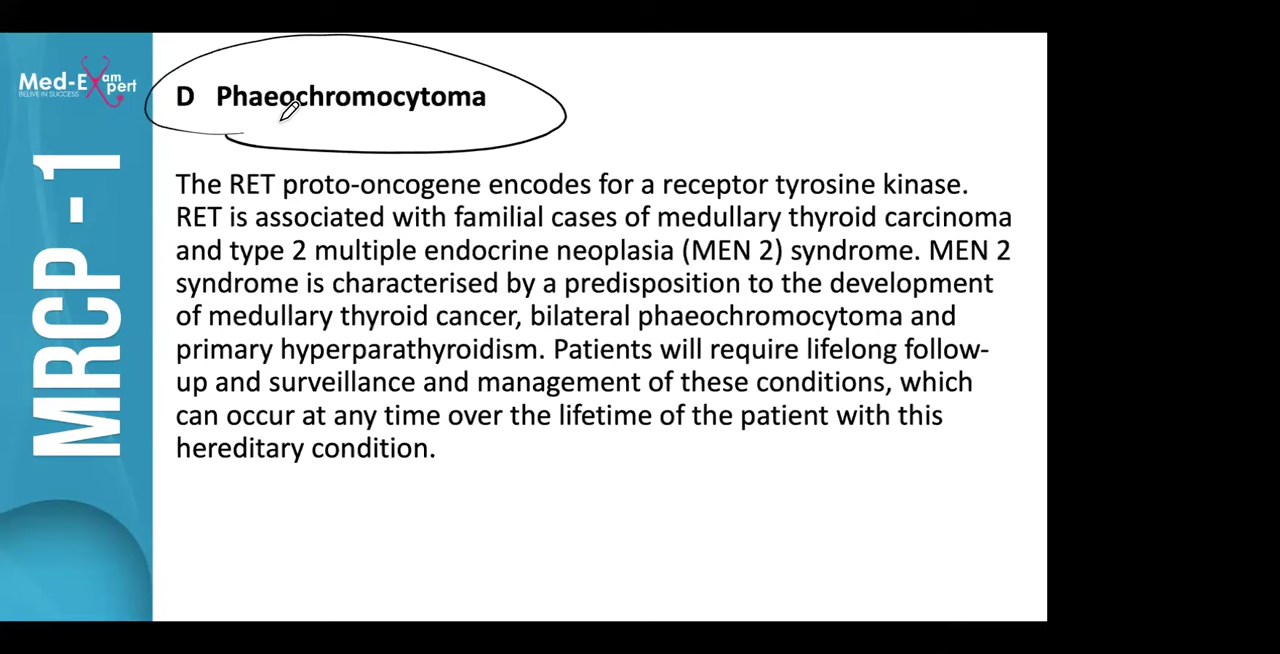 Med-Exam Expert
BELIVE IN SUCCESS
MRCP - 1
D Phaeochromocytoma
The RET proto-oncogene encodes for a receptor tyrosine kinase.
RET is associated with familial cases of medullary thyroid carcinoma
and type 2 multiple endocrine neoplasia (MEN 2) syndrome. MEN 2
syndrome is characterised by a predisposition to the development
of medullary thyroid cancer, bilateral phaeochromocytoma and
primary hyperparathyroidism. Patients will require lifelong follow-
up and surveillance and management of these conditions, which
can occur at any time over the lifetime of the patient with this
hereditary condition.